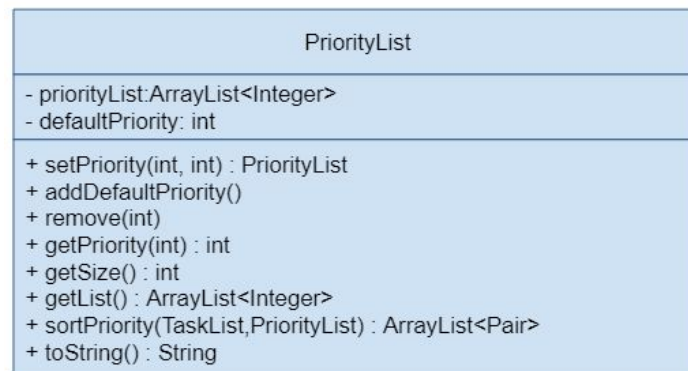 PriorityList
- priorityList:ArrayList<Integer>
- defaultPriority: int
+ setPriority(int, int) : PriorityList
+ addDefaultPriority()
+ remove(int)
+ getPriority(int) : int
+ getSize() : int
+ getList() : ArrayList<Integer>
+ sortPriority(TaskList,PriorityList) : ArrayList<Pair>
+ toString() : String